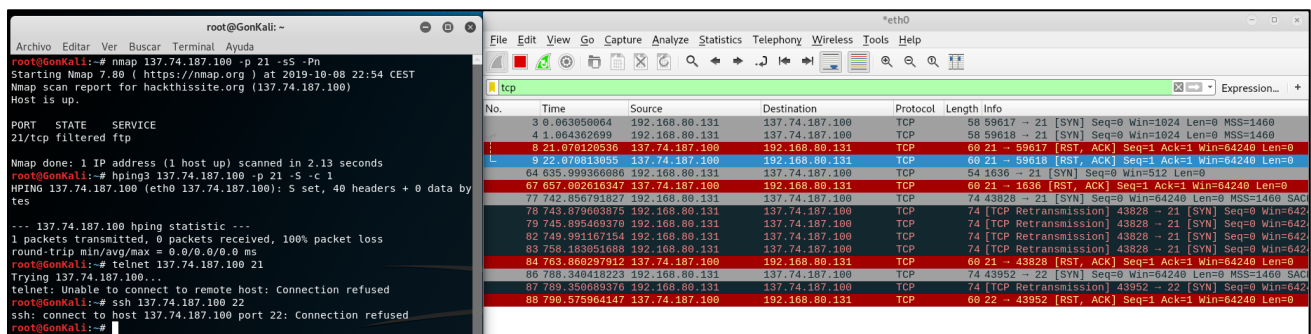 root@GonKali: ~
Archivo Editar Ver Buscar Terminal Ayuda
root@GonKali:~# nmap 137.74.187.100 -p 21 -sS -Pn
Starting Nmap 7.80 ( https://nmap.org ) at 2019-10-08 22:54 CEST
Nmap scan report for hackthissite.org (137.74.187.100)
Host is up.
PORT STATE SERVICE
21/tcp filtered ftp
Nmap done: 1 IP address (1 host up) scanned in 2.13 seconds
root@GonKali:~# hping3 137.74.187.100 -p 21 -S -c 1
HPING 137.74.187.100 (eth0 137.74.187.100): S set, 40 headers + 0 data by
tes
--- 137.74.187.100 hping statistic ---
1 packets transmitted, 0 packets received, 100% packet loss
round-trip min/avg/max = 0.0/0.0/0.0 ms
root@GonKali:~# telnet 137.74.187.100 21
Trying 137.74.187.100...
telnet: Unable to connect to remote host: Connection refused
root@GonKali:~# ssh 137.74.187.100 22
ssh: connect to host 137.74.187.100 port 22: Connection refused
root@GonKali:~#
*eth0
File Edit View Go Capture Analyze Statistics Telephony Wireless Tools Help
tcp Expression... +
No. Time Source Destination Protocol Length Info
3 0.063050064 192.168.80.131 137.74.187.100 TCP 58 59617 → 21 [SYN] Seq=0 Win=1024 Len=0 MSS=1460
4 1.064362699 192.168.80.131 137.74.187.100 TCP 58 59618 → 21 [SYN] Seq=0 Win=1024 Len=0 MSS=1460
8 21.070120536 137.74.187.100 192.168.80.131 TCP 60 21 → 59617 [RST, ACK] Seq=1 Ack=1 Win=64240 Len=0
9 22.070813055 137.74.187.100 192.168.80.131 TCP 60 21 → 59618 [RST, ACK] Seq=1 Ack=1 Win=64240 Len=0
64 635.999366086 192.168.80.131 137.74.187.100 TCP 54 1636 → 21 [SYN] Seq=0 Win=512 Len=0
67 657.002616347 137.74.187.100 192.168.80.131 TCP 60 21 → 1636 [RST, ACK] Seq=1 Ack=1 Win=64240 Len=0
77 742.856791827 192.168.80.131 137.74.187.100 TCP 74 43828 → 21 [SYN] Seq=0 Win=64240 Len=0 MSS=1460 SAC
78 743.879603875 192.168.80.131 137.74.187.100 TCP 74 [TCP Retransmission] 43828 → 21 [SYN] Seq=0 Win=642
79 745.895469370 192.168.80.131 137.74.187.100 TCP 74 [TCP Retransmission] 43828 → 21 [SYN] Seq=0 Win=642
82 749.991167154 192.168.80.131 137.74.187.100 TCP 74 [TCP Retransmission] 43828 → 21 [SYN] Seq=0 Win=642
83 758.183051688 192.168.80.131 137.74.187.100 TCP 74 [TCP Retransmission] 43828 → 21 [SYN] Seq=0 Win=642
84 763.860297912 137.74.187.100 192.168.80.131 TCP 60 21 → 43828 [RST, ACK] Seq=1 Ack=1 Win=64240 Len=0
86 788.340418223 192.168.80.131 137.74.187.100 TCP 74 43952 → 22 [SYN] Seq=0 Win=64240 Len=0 MSS=1460 SAC
87 789.350689376 192.168.80.131 137.74.187.100 TCP 74 [TCP Retransmission] 43952 → 22 [SYN] Seq=0 Win=642
88 790.575964147 137.74.187.100 192.168.80.131 TCP 60 22 → 43952 [RST, ACK] Seq=1 Ack=1 Win=64240 Len=0